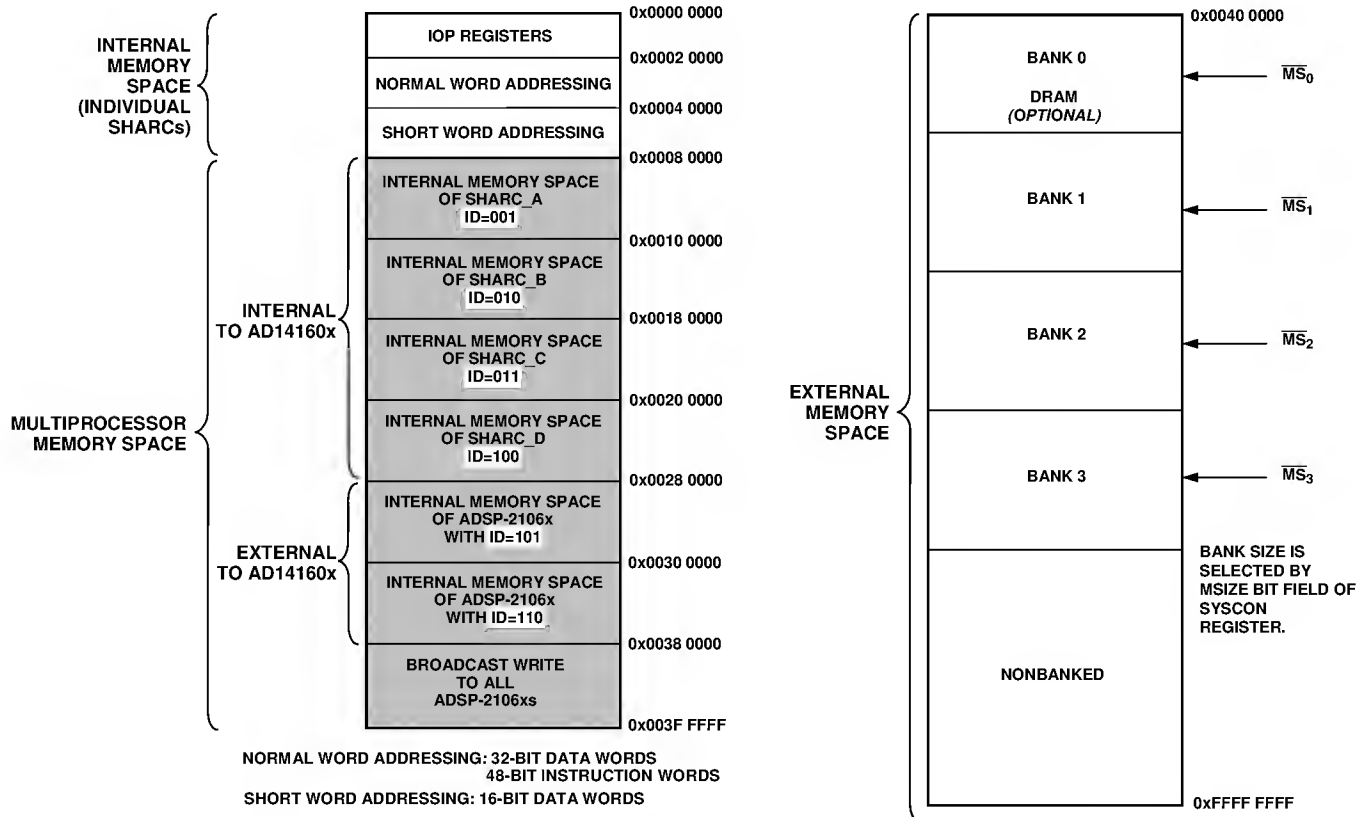 INTERNAL
MEMORY
SPACE
(INDIVIDUAL
SHARCs)
MULTIPROCESSOR
MEMORY SPACE
INTERNAL
TO AD14160x
EXTERNAL
TO AD14160x
IOP REGISTERS
NORMAL WORD ADDRESSING
SHORT WORD ADDRESSING
INTERNAL MEMORY SPACE
OF SHARC_A
ID=001
INTERNAL MEMORY SPACE
OF SHARC_B
ID=010
INTERNAL MEMORY SPACE
OF SHARC_C
ID=011
INTERNAL MEMORY SPACE
OF SHARC_D
ID=100
INTERNAL MEMORY SPACE
OF ADSP-2106x
WITH ID=101
INTERNAL MEMORY SPACE
OF ADSP-2106x
WITH ID=110
BROADCAST WRITE
TO ALL
ADSP-2106xs
0x0000 0000
0x0002 0000
0x0004 0000
0x0008 0000
0x0010 0000
0x0018 0000
0x0020 0000
0x0028 0000
0x0030 0000
0x0038 0000
0x003F FFFF
NORMAL WORD ADDRESSING: 32-BIT DATA WORDS
48-BIT INSTRUCTION WORDS
SHORT WORD ADDRESSING: 16-BIT DATA WORDS
EXTERNAL
MEMORY
SPACE
BANK 0
DRAM
(OPTIONAL)
BANK 1
BANK 2
BANK 3
NONBANKED
0x0040 0000
MS0
MS1
MS2
MS3
BANK SIZE IS
SELECTED BY
MSIZE BIT FIELD OF
SYSCON
REGISTER.
0xFFFF FFFF